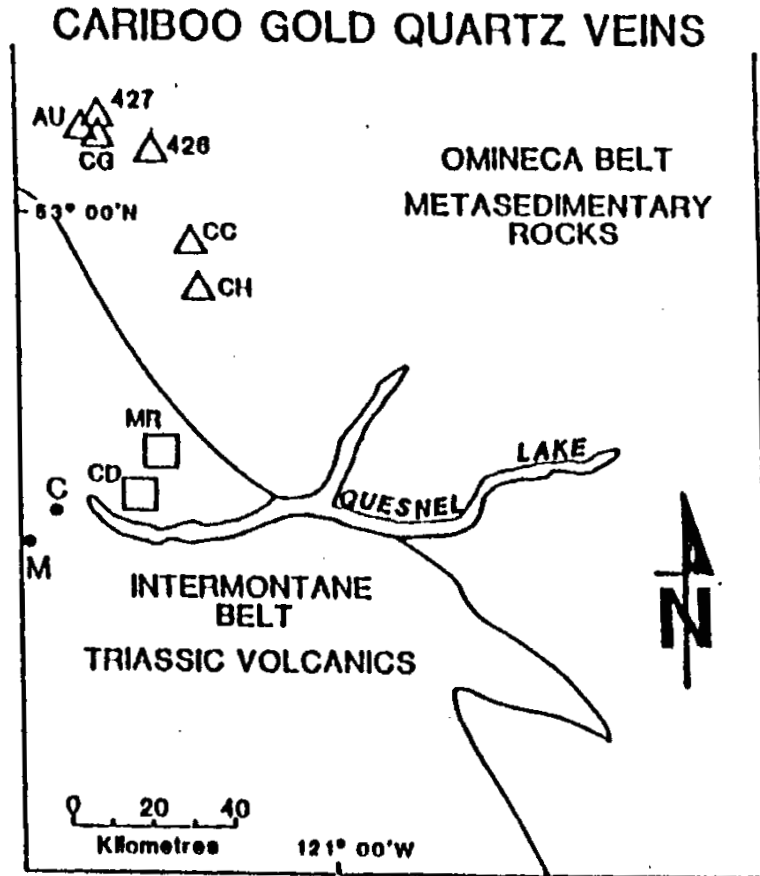 CARIBOO GOLD QUARTZ VEINS
427
AU
CG
426
OMINECA BELT
METASEDIMENTARY
ROCKS
53° 00'N
CC
CH
MR
CD
C
M
QUESNEL LAKE
INTERMONTANE
BELT
TRIASSIC VOLCANICS
N
0 20 40
Kilometres
121° 00'W